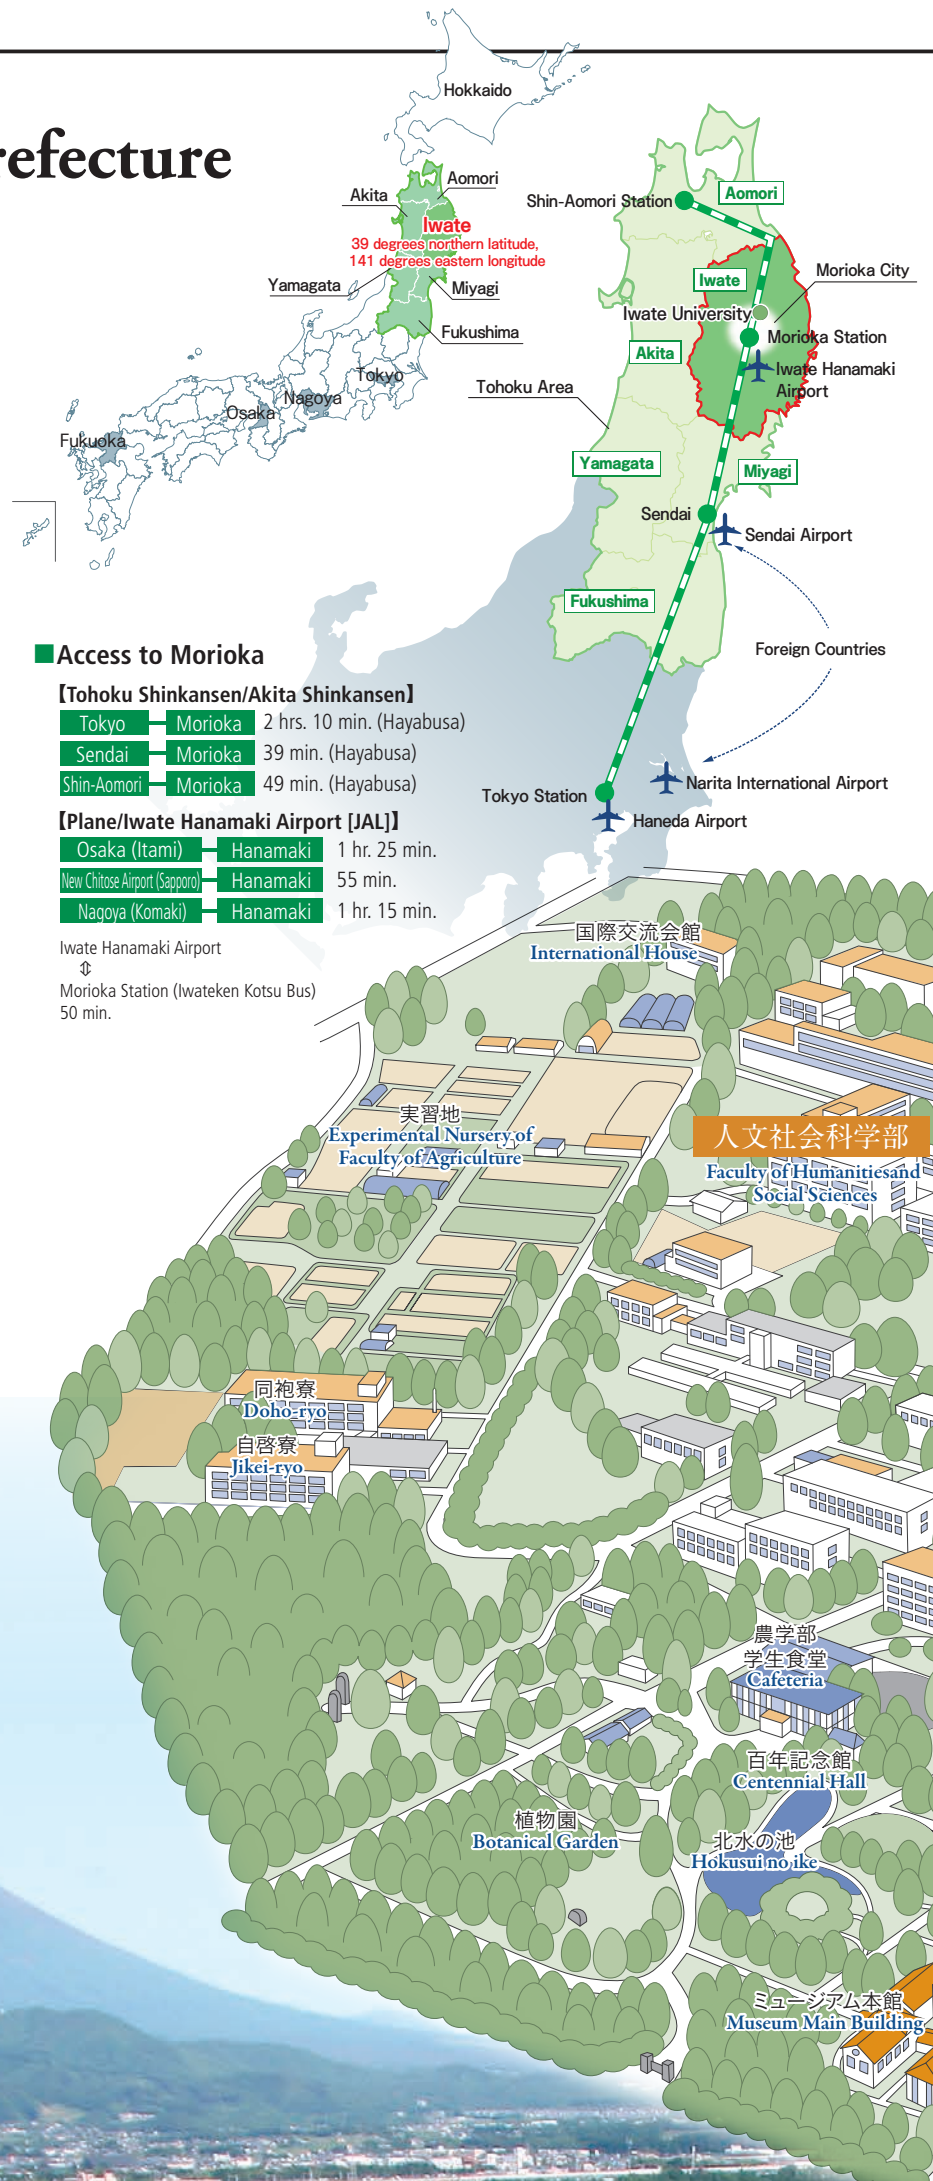 refecture
Hokkaido
Aomori
Akita
Iwate
39 degrees northern latitude,
141 degrees eastern longitude
Yamagata
Miyagi
Fukushima
Tokyo
Nagoya
Osaka
Fukuoka
Aomori
Shin-Aomori Station
Iwate
Morioka City
Iwate University
Morioka Station
Akita
Iwate Hanamaki
Airport
Tohoku Area
Yamagata
Miyagi
Sendai
Sendai Airport
Fukushima
Foreign Countries
Narita International Airport
Tokyo Station
Haneda Airport
■Access to Morioka
【Tohoku Shinkansen/Akita Shinkansen】
Tokyo Morioka 2 hrs. 10 min. (Hayabusa)
Sendai Morioka 39 min. (Hayabusa)
Shin-Aomori Morioka 49 min. (Hayabusa)
【Plane/Iwate Hanamaki Airport [JAL]】
Osaka (Itami) Hanamaki 1 hr. 25 min.
New Chitose Airport (Sapporo) Hanamaki 55 min.
Nagoya (Komaki) Hanamaki 1 hr. 15 min.
Iwate Hanamaki Airport
⇕
Morioka Station (Iwateken Kotsu Bus)
50 min.
国際交流会館
International House
実習地
Experimental Nursery of
Faculty of Agriculture
人文社会科学部
Faculty of Humanitiesand
Social Sciences
同袍寮
Doho-ryo
自啓寮
Jikei-ryo
農学部
学生食堂
Cafeteria
百年記念館
Centennial Hall
植物園
Botanical Garden
北水の池
Hokusui no ike
ミュージアム本館
Museum Main Building